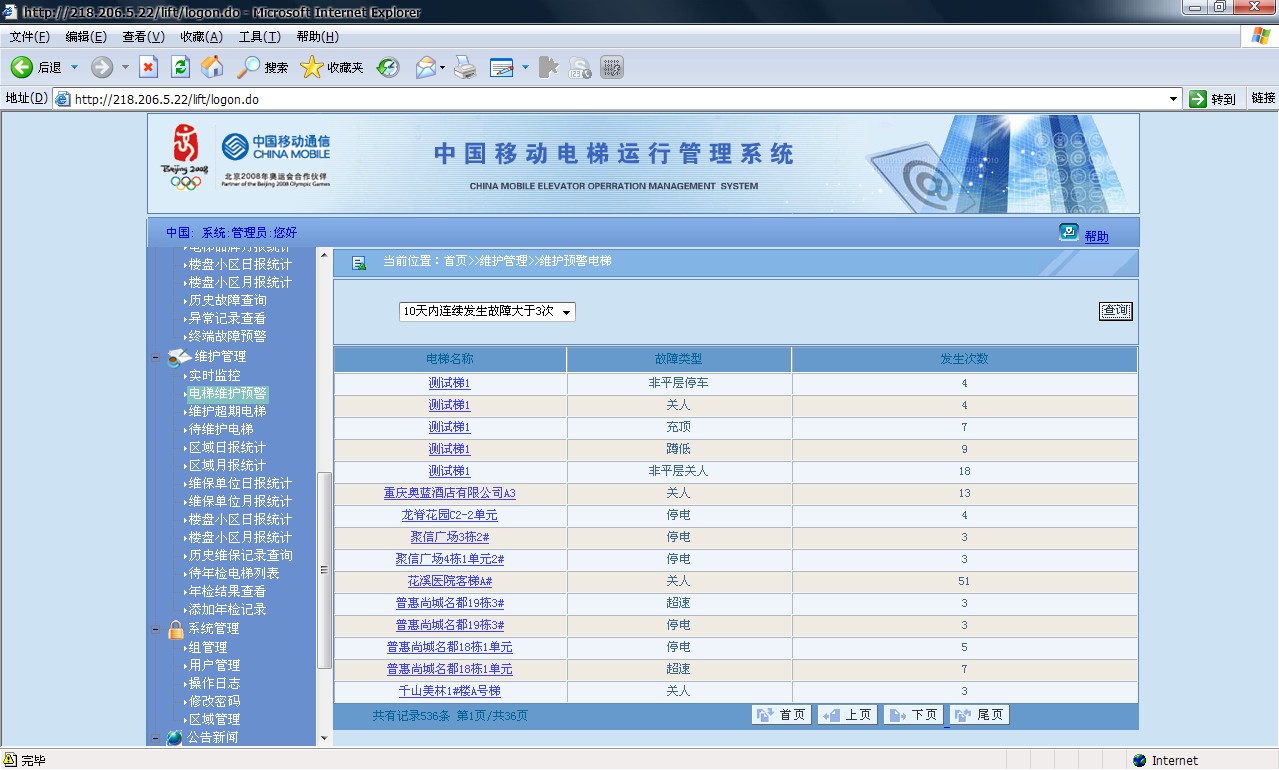 http://218.206.5.22/lift/logon.do - Microsoft Internet Explorer
文件(F) 编辑(E) 查看(V) 收藏(A) 工具(T) 帮助(H)
后退 搜索 收藏夹
地址(D) http://218.206.5.22/lift/logon.do 转到 链接
Beijing 2008
中国移动通信
CHINA MOBILE
北京2008年奥运会合作伙伴
Partner of the Beijing 2008 Olympic Games
中国移动电梯运行管理系统
CHINA MOBILE ELEVATOR OPERRATION MANAGEMENT SYSTEM
中国: 系统:管理员:您好 帮助
电梯品牌月报统计
楼盘小区日报统计
楼盘小区月报统计
历史故障查询
异常记录查看
终端故障预警
维护管理
实时监控
电梯维护预警
维护超期电梯
待维护电梯
区域日报统计
区域月报统计
维保单位日报统计
维保单位月报统计
楼盘小区日报统计
楼盘小区月报统计
历史维保记录查询
待年检电梯列表
年检结果查看
添加年检记录
系统管理
组管理
用户管理
操作日志
修改密码
区域管理
公告新闻
当前位置：首页>>维护管理>>维护预警电梯
10天内连续发生故障大于3次 查询
电梯名称 故障类型 发生次数
测试梯1 非平层停车 4
测试梯1 关人 4
测试梯1 充顶 7
测试梯1 蹲低 9
测试梯1 非平层关人 18
重庆奥蓝酒店有限公司A3 关人 13
龙脊花园C2-2单元 停电 4
聚信广场3栋2# 停电 3
聚信广场4栋1单元2# 停电 3
花溪医院客梯A# 关人 51
普惠尚城名都19栋3# 超速 3
普惠尚城名都19栋3# 停电 3
普惠尚城名都18栋1单元 停电 5
普惠尚城名都18栋1单元 超速 7
千山美林1#楼A号梯 关人 3
共有记录536条 第1页/共36页 首页 上页 下页 尾页
完毕 Internet